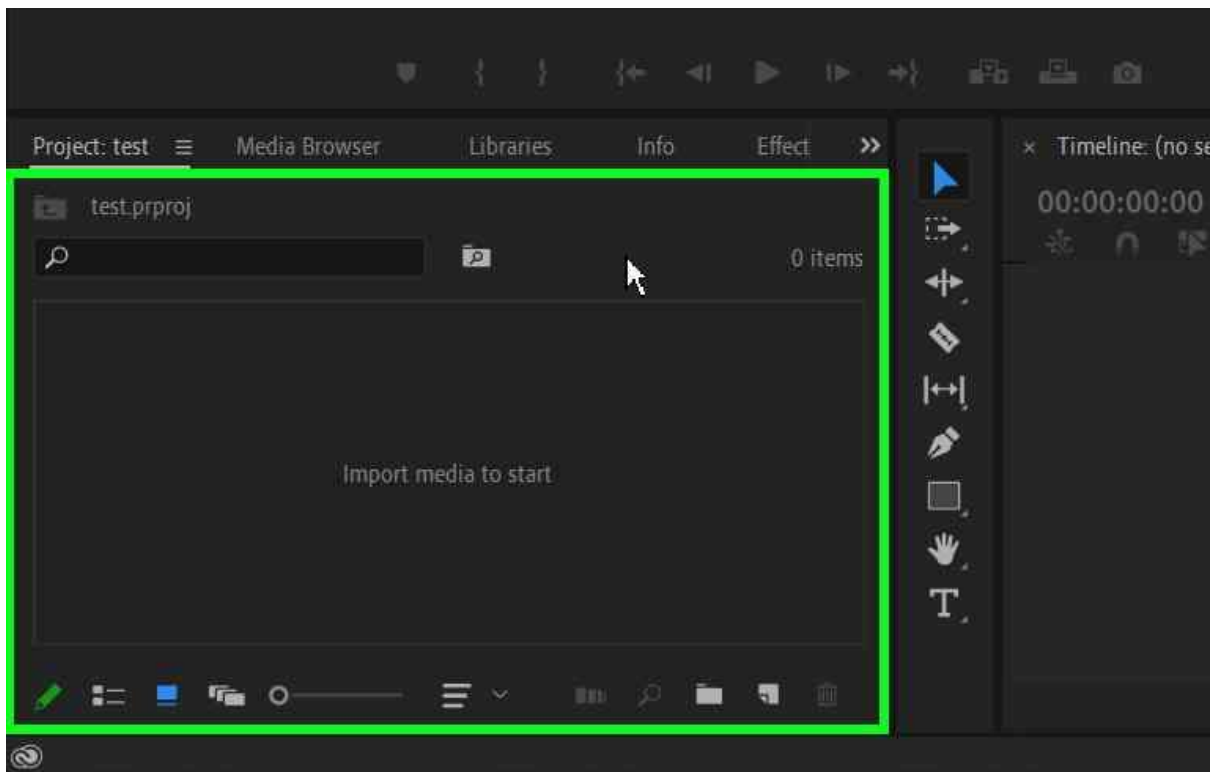 Project: test Media Browser Libraries Info Effect
Timeline: (no se
test.prproj
00:00:00:00
0 items
Import media to start